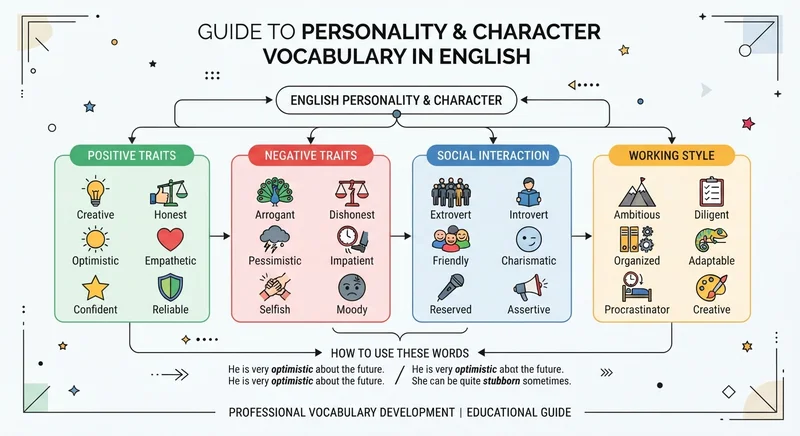 GUIDE TO PERSONALITY & CHARACTER
VOCABULARY IN ENGLISH
ENGLISH PERSONALITY & CHARACTER
POSITIVE TRAITS
Creative
Honest
Optimistic
Empathetic
Confident
Reliable
NEGATIVE TRAITS
Arrogant
Dishonest
Pessimistic
Impatient
Selfish
Moody
SOCIAL INTERACTION
Extrovert
Introvert
Friendly
Charismatic
Reserved
Assertive
WORKING STYLE
Ambitious
Diligent
Organized
Adaptable
Procrastinator
Creative
HOW TO USE THESE WORDS
He is very optimistic about the future.
He is very optimistic about the future.
/
He is very optimistic abot the future.
She can be quite stubborn sometimes.
PROFESSIONAL VOCABULARY DEVELOPMENT | EDUCATIONAL GUIDE